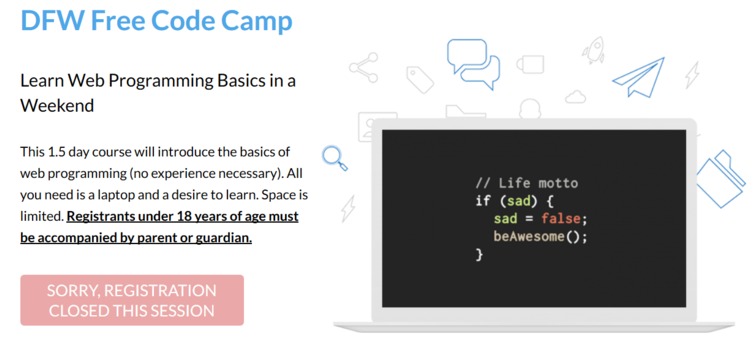 DFW Free Code Camp
Learn Web Programming Basics in a
Weekend
This 1.5 day course will introduce the basics of
web programming (no experience necessary). All
you need is a laptop and a desire to learn. Space is
limited. Registrants under 18 years of age must
be accompanied by parent or guardian.
SORRY, REGISTRATION
CLOSED THIS SESSION
// Life motto
if (sad) {
sad = false;
beAwesome();
}